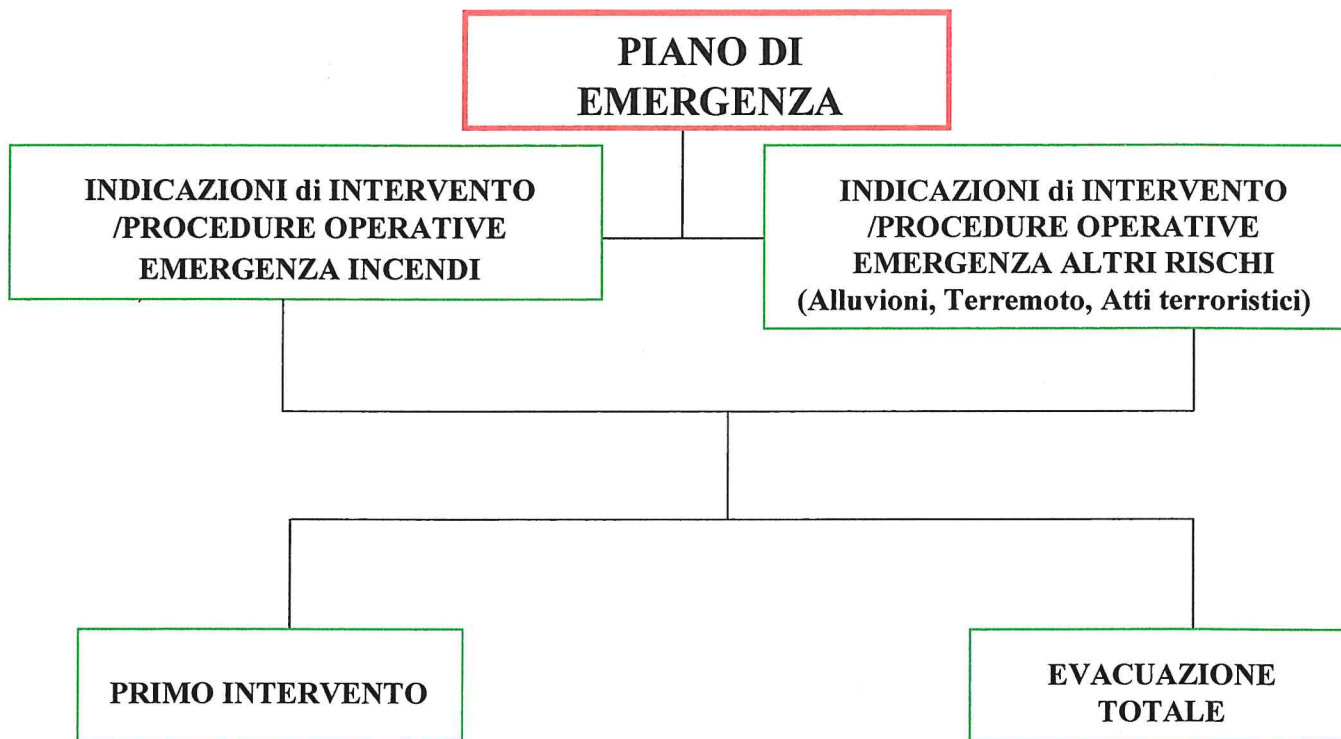 PIANO DI
EMERGENZA
INDICAZIONI di INTERVENTO
/PROCEDURE OPERATIVE
EMERGENZA INCENDI
INDICAZIONI di INTERVENTO
/PROCEDURE OPERATIVE
EMERGENZA ALTRI RISCHI
(Alluvioni, Terremoto, Atti terroristici)
PRIMO INTERVENTO
EVACUAZIONE
TOTALE